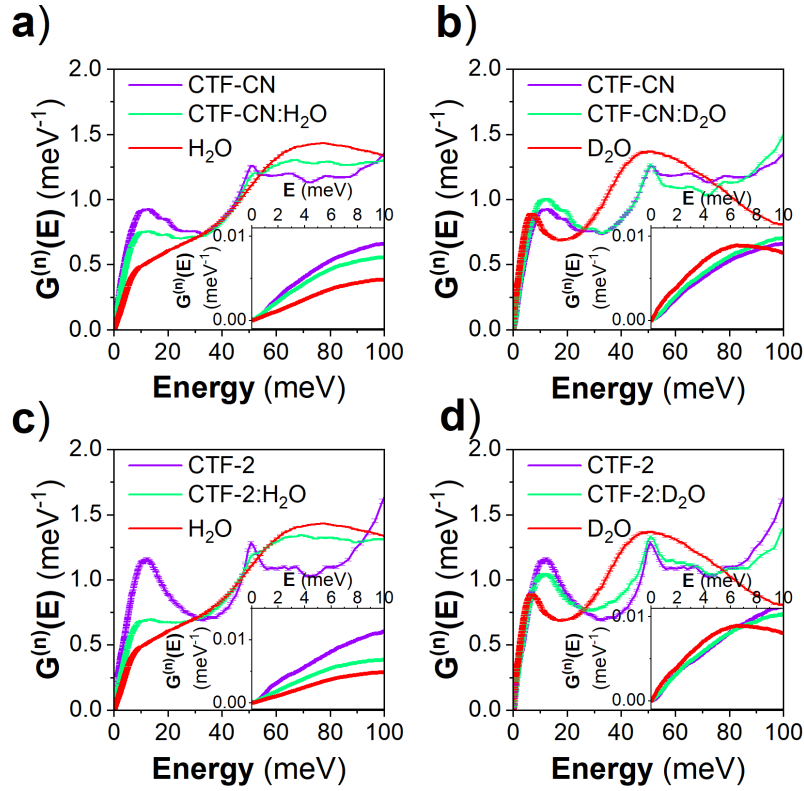 a)
2.0
1.5
1.0
0.5
0.0
G⁽ⁿ⁾(E) (meV⁻¹)
CTF-CN
CTF-CN:H₂O
H₂O
E (meV)
0 2 4 6 8 10
0.01
0.00
G⁽ⁿ⁾(E)
(meV⁻¹)
0 20 40 60 80 100
Energy (meV)
b)
2.0
1.5
1.0
0.5
0.0
G⁽ⁿ⁾(E) (meV⁻¹)
CTF-CN
CTF-CN:D₂O
D₂O
E (meV)
0 2 4 6 8 10
0.01
0.00
G⁽ⁿ⁾(E)
(meV⁻¹)
0 20 40 60 80 100
Energy (meV)
c)
2.0
1.5
1.0
0.5
0.0
G⁽ⁿ⁾(E) (meV⁻¹)
CTF-2
CTF-2:H₂O
H₂O
E (meV)
0 2 4 6 8 10
0.01
0.00
G⁽ⁿ⁾(E)
(meV⁻¹)
0 20 40 60 80 100
Energy (meV)
d)
2.0
1.5
1.0
0.5
0.0
G⁽ⁿ⁾(E) (meV⁻¹)
CTF-2
CTF-2:D₂O
D₂O
E (meV)
0 2 4 6 8 10
0.01
0.00
G⁽ⁿ⁾(E)
(meV⁻¹)
0 20 40 60 80 100
Energy (meV)